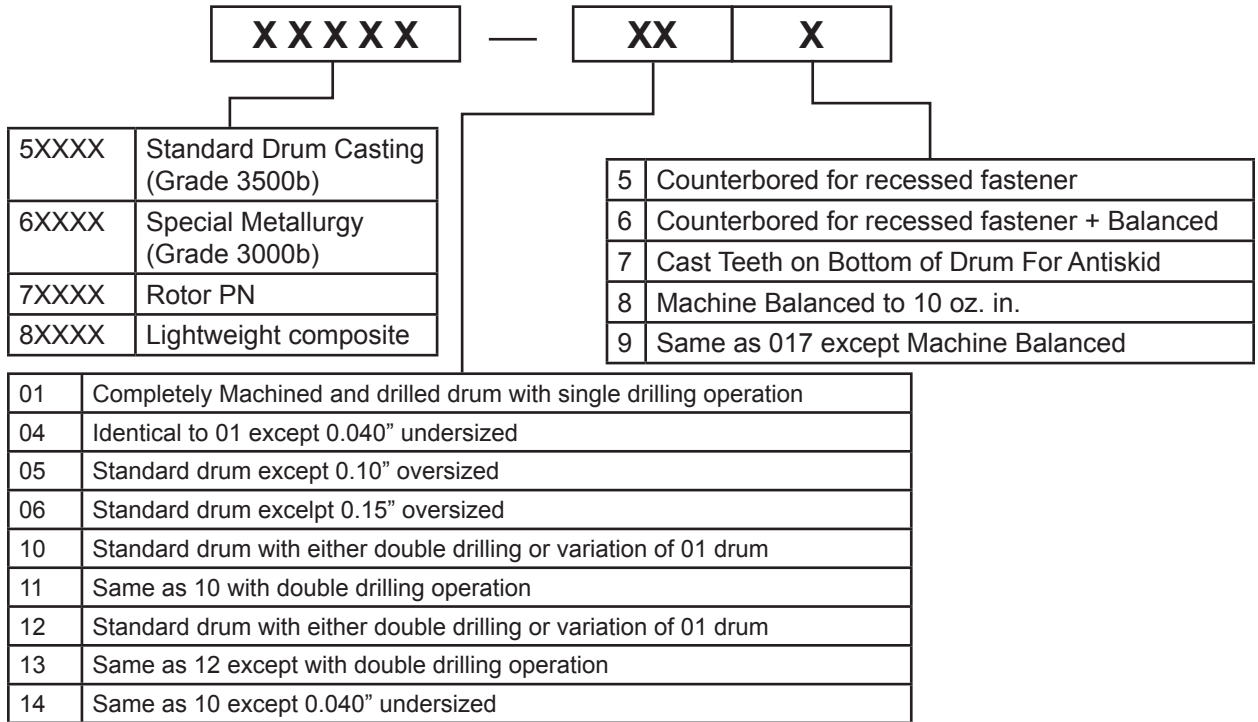 X X X X X — XX X
5XXXX Standard Drum Casting
(Grade 3500b)
6XXXX Special Metallurgy
(Grade 3000b)
7XXXX Rotor PN
8XXXX Lightweight composite
5 Counterbored for recessed fastener
6 Counterbored for recessed fastener + Balanced
7 Cast Teeth on Bottom of Drum For Antiskid
8 Machine Balanced to 10 oz. in.
9 Same as 017 except Machine Balanced
01 Completely Machined and drilled drum with single drilling operation
04 Identical to 01 except 0.040” undersized
05 Standard drum except 0.10” oversized
06 Standard drum excelpt 0.15” oversized
10 Standard drum with either double drilling or variation of 01 drum
11 Same as 10 with double drilling operation
12 Standard drum with either double drilling or variation of 01 drum
13 Same as 12 except with double drilling operation
14 Same as 10 except 0.040” undersized